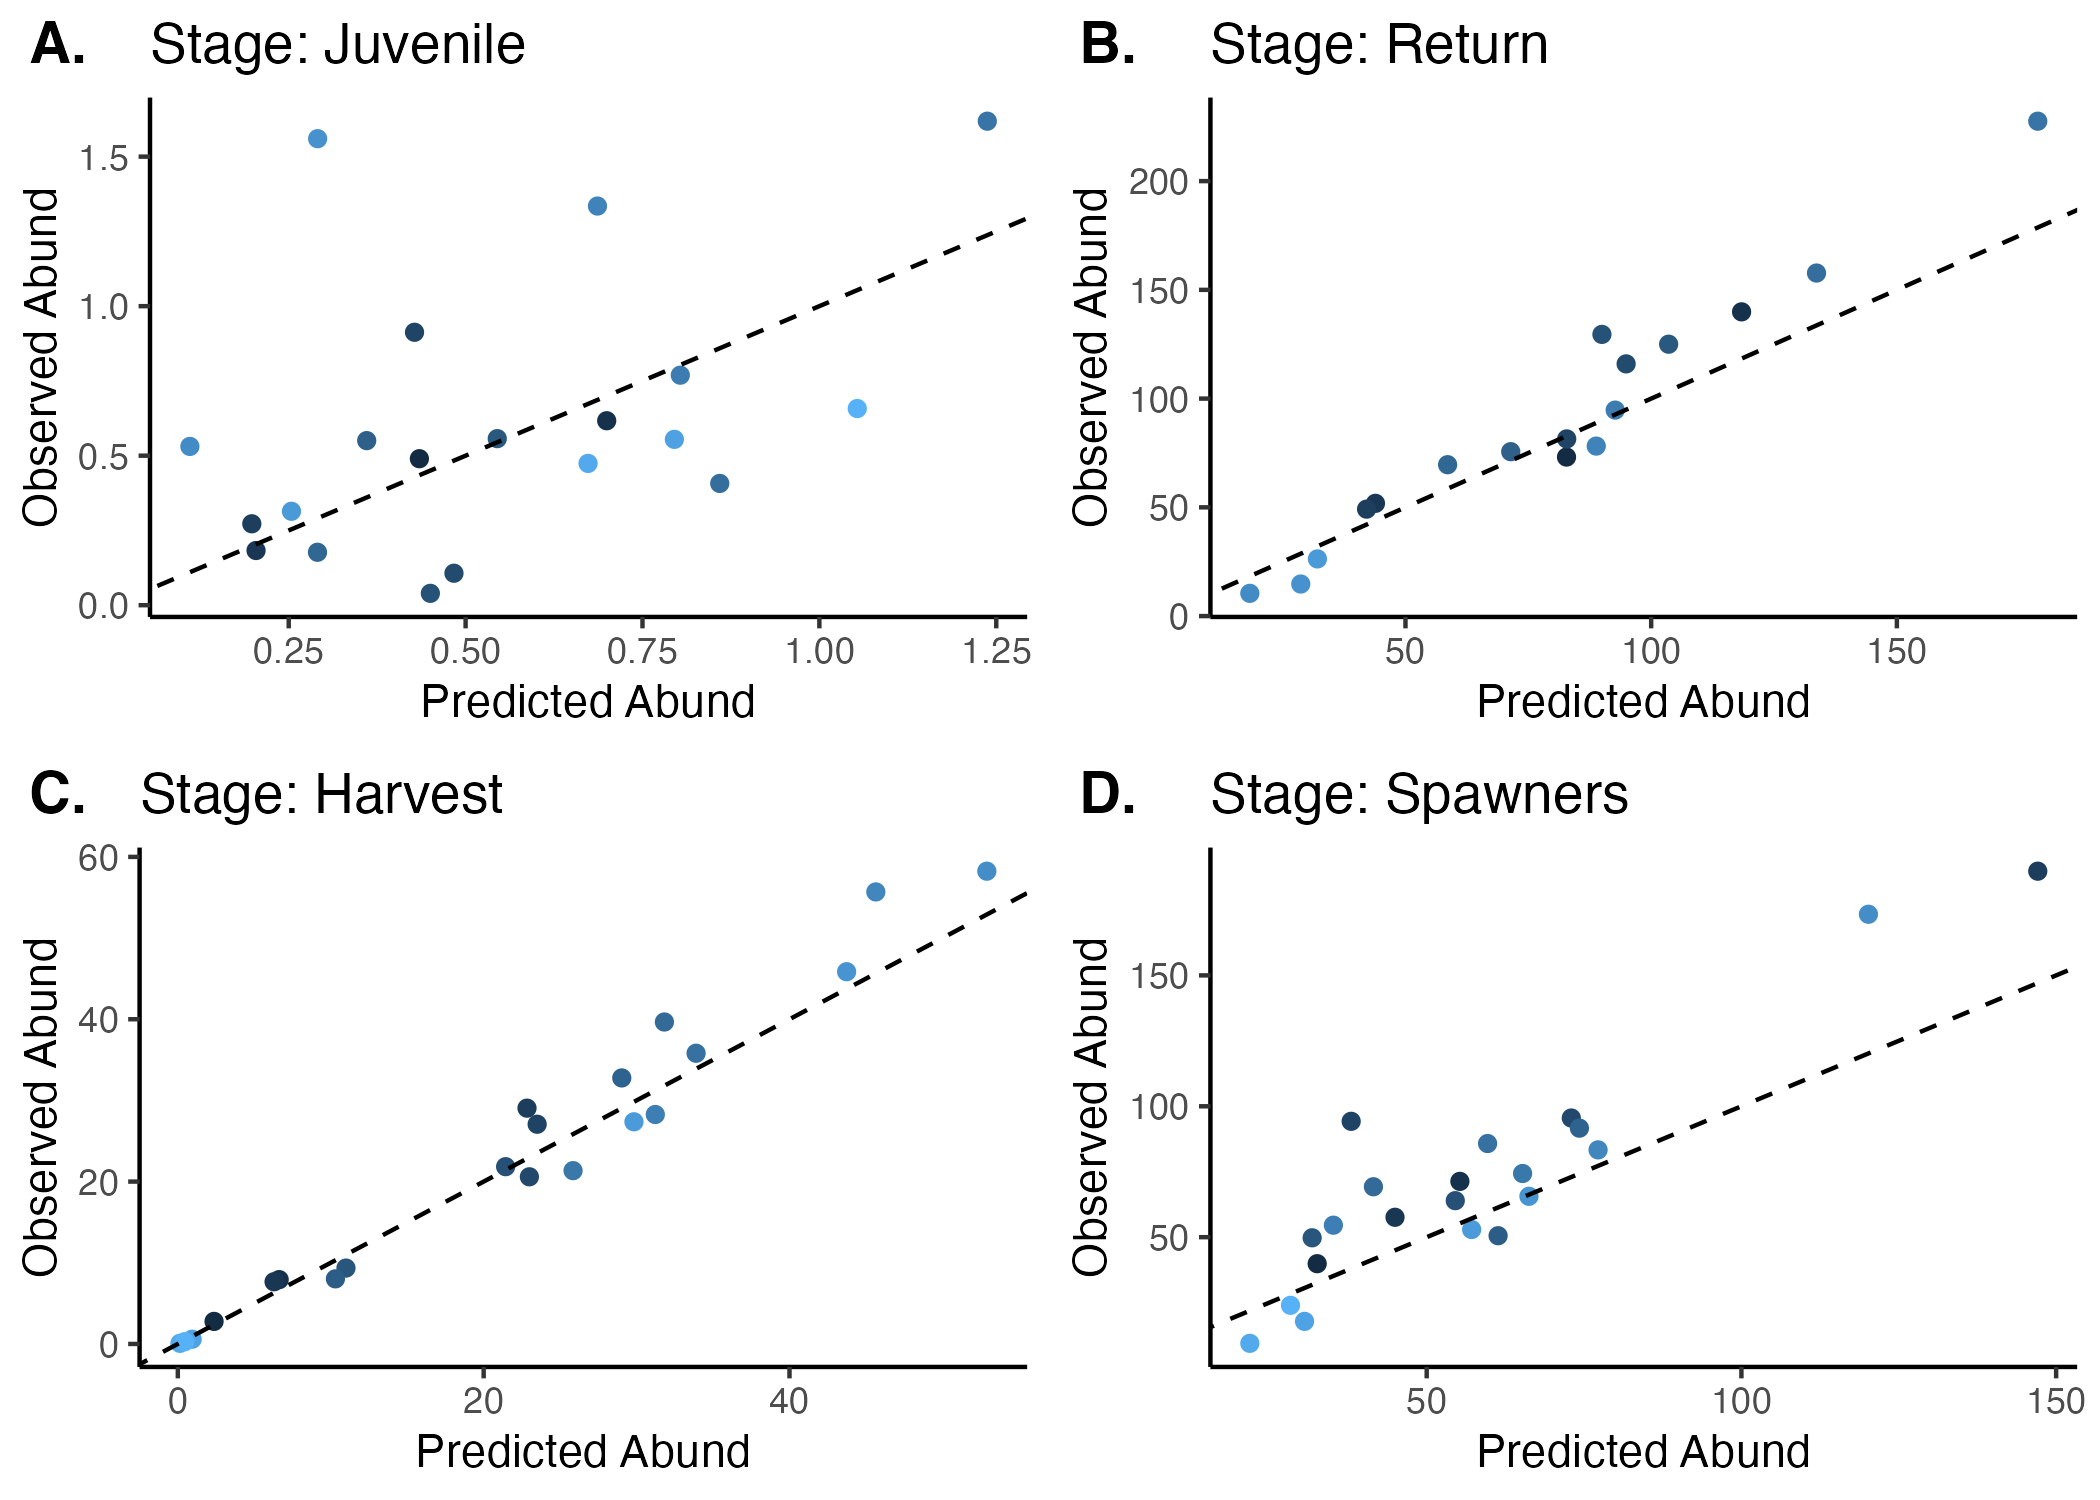 A. Stage: Juvenile
Observed Abund
1.5
1.0
0.5
0.0
0.25 0.50 0.75 1.00 1.25
Predicted Abund
B. Stage: Return
Observed Abund
200
150
100
50
0
50 100 150
Predicted Abund
C. Stage: Harvest
Observed Abund
60
40
20
0
0 20 40
Predicted Abund
D. Stage: Spawners
Observed Abund
150
100
50
50 100 150
Predicted Abund